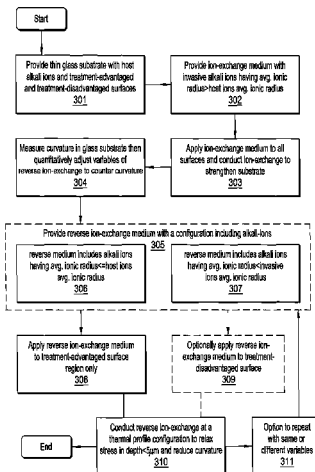 Start
Provide thin glass substrate with host
alkali ions and treatment-advantaged
and treatment-disadvantaged surfaces
301
Provide ion-exchange medium with
invasive alkali ions having avg. ionic
radius>host ions avg. ionic radius
302
Measure curvature in glass substrate then
quantitatively adjust variables of
reverse ion-exchange to counter curvature
304
Apply ion-exchange medium to all
surfaces and conduct ion-exchange to
strengthen substrate
303
Provide reverse ion-exchange medium with a configuration including alkali-ions
305
reverse medium includes alkali ions
having avg. ionic radius<=host ions
avg. ionic radius
306
reverse medium includes alkali ions
having avg. ionic radius<invasive
ions avg. ionic radius
307
Apply reverse ion-exchange medium
to treatment-advantaged surface
region only
308
Optionally apply reverse ion-
exchange medium to treatment-
disadvantaged surface
309
End
Conduct reverse ion-exchange at a
thermal profile configuration to relax
stress in depth<5µm and reduce curvature
310
Option to repeat
with same or
different variables
311